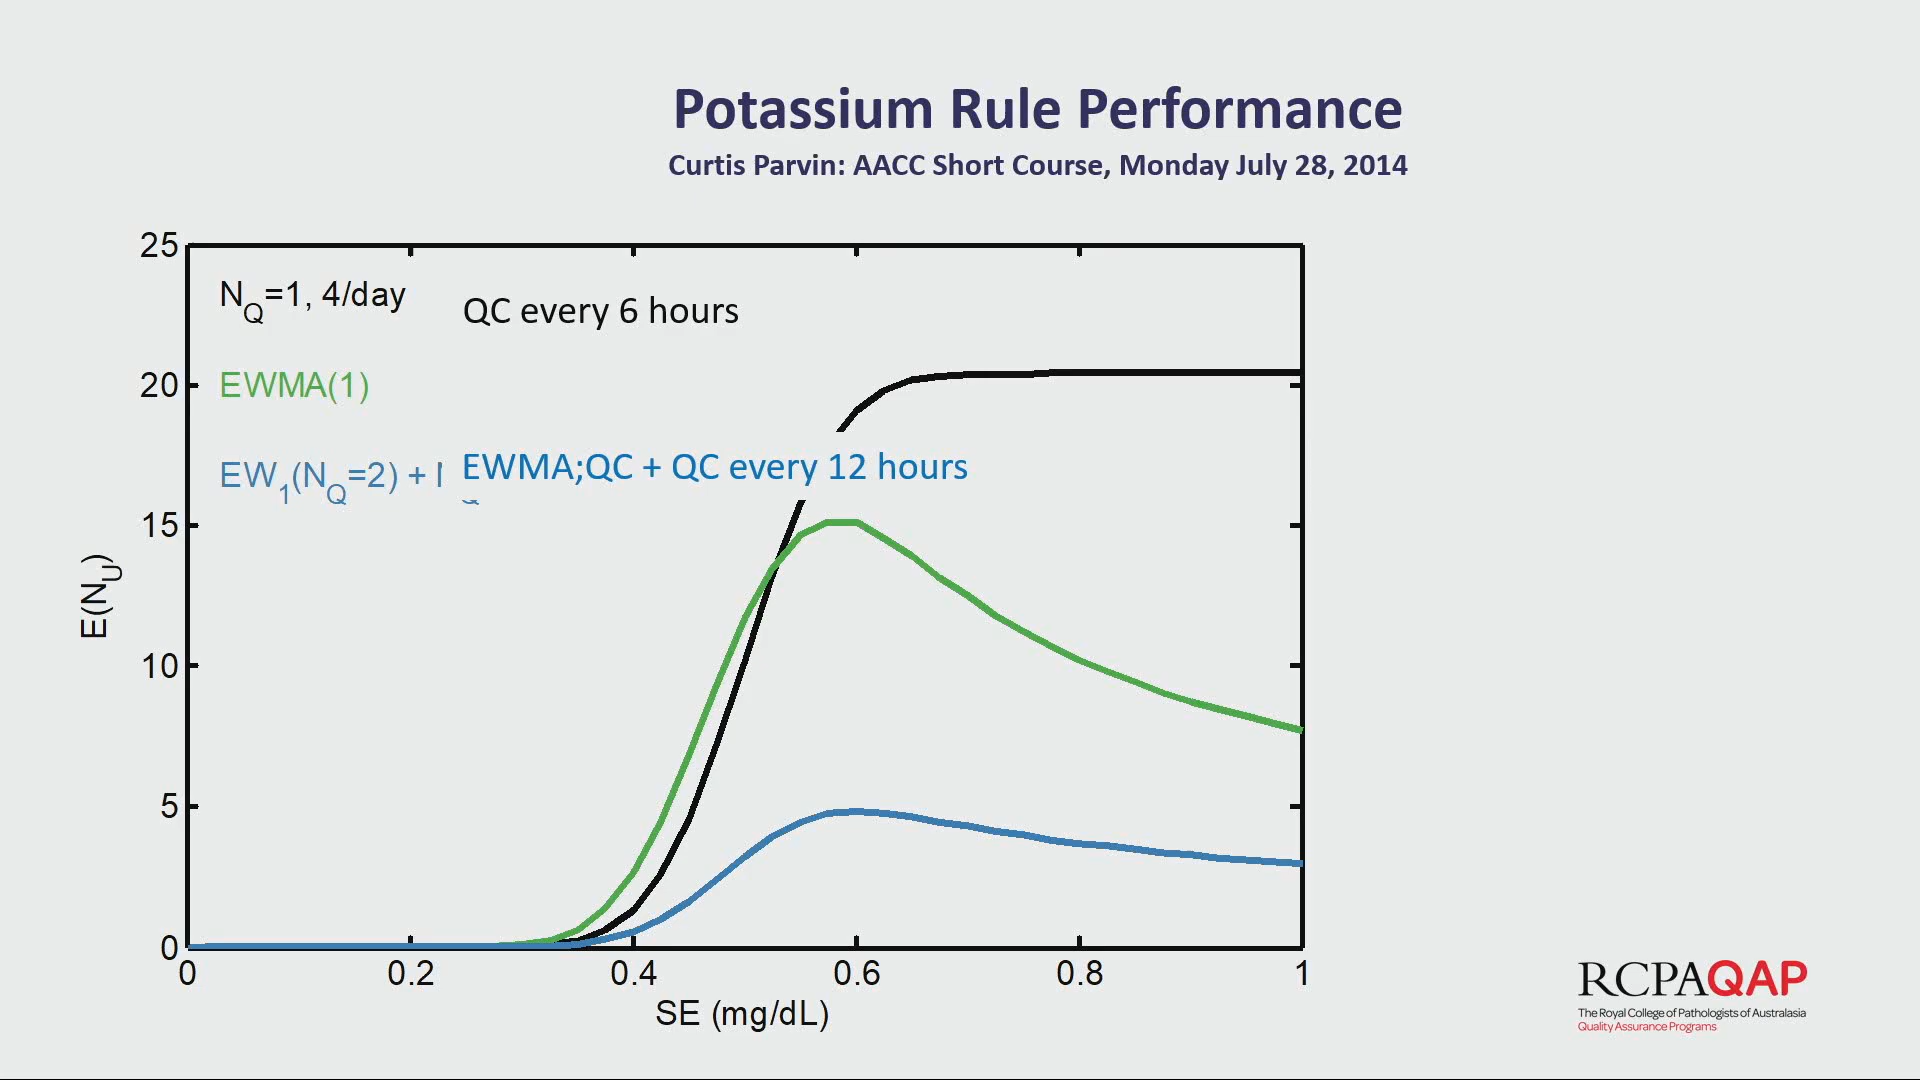 Potassium Rule Performance
Curtis Parvin: AACC Short Course, Monday July 28, 2014
25
NQ=1, 4/day
QC every 6 hours
20
EWMA(1)
EW1(NQ=2) +
EWMA;QC + QC every 12 hours
15
E(NU)
10
5
0
0 0.2 0.4 0.6 0.8 1
SE (mg/dL)
RCPAQAP
The Royal College of Pathologists of Australasia
Quality Assurance Programs